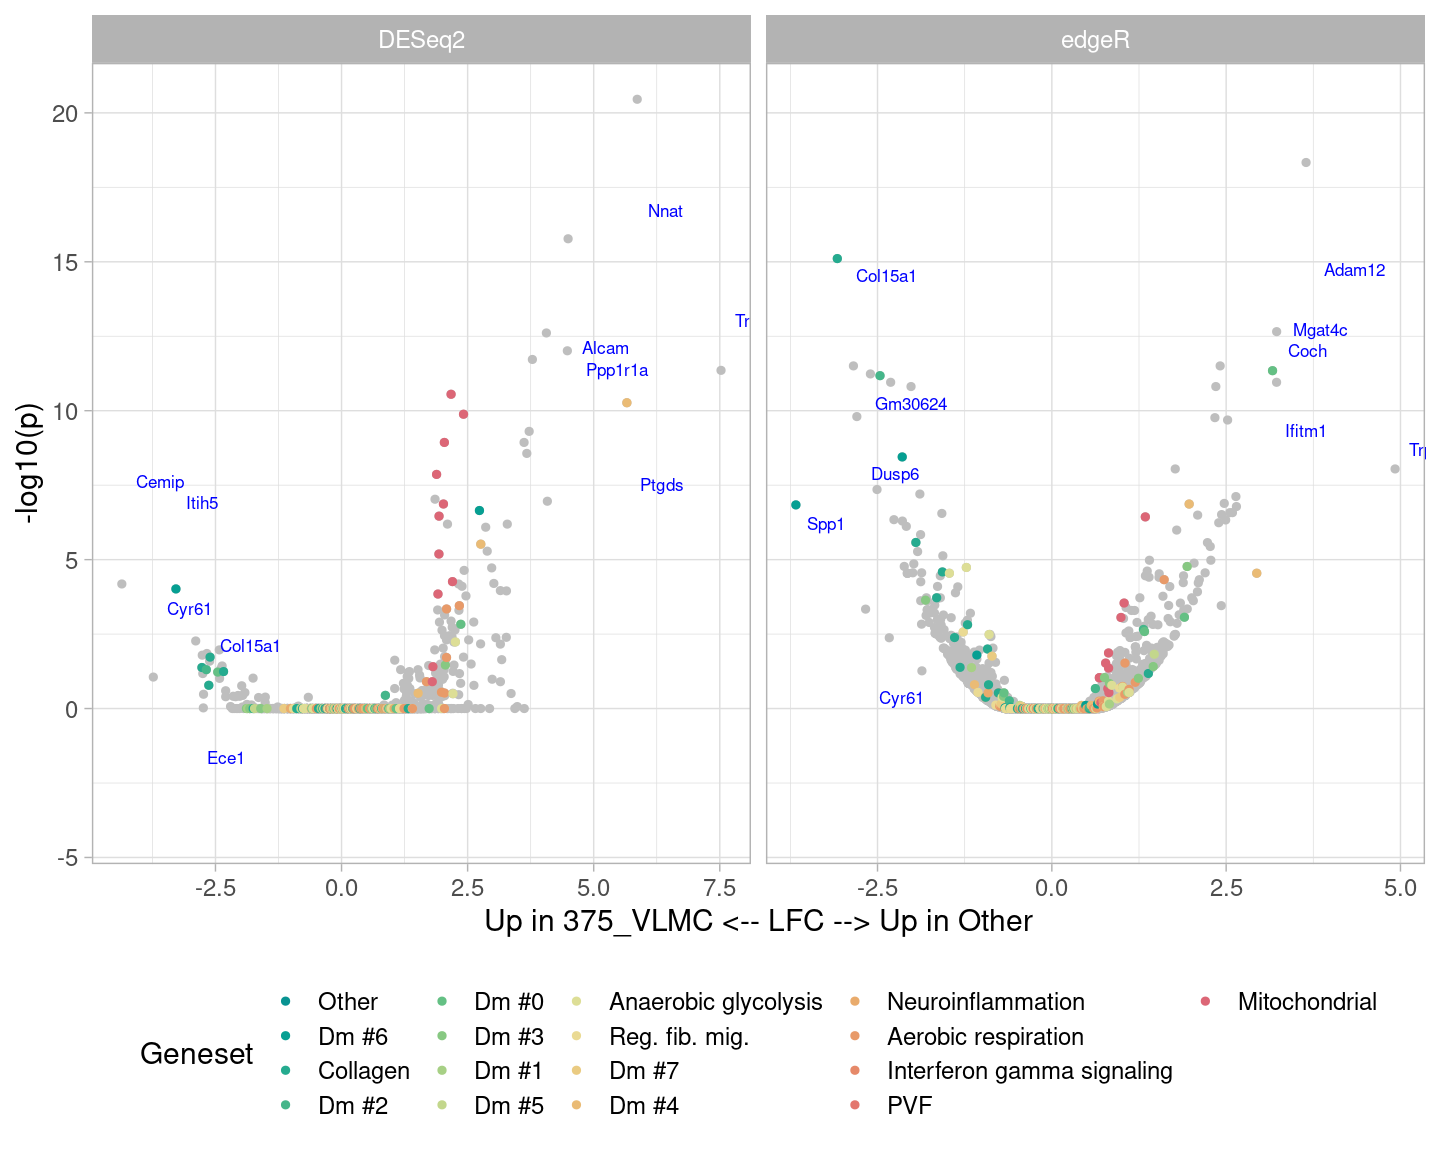 DESeq2
edgeR
20
15
10
5
0
-5
-log10(p)
Nnat
Tr
Alcam
Ppp1r1a
Cemip
Itih5
Ptgds
Cyr61
Col15a1
Ece1
Col15a1
Adam12
Mgat4c
Coch
Gm30624
Ifitm1
Dusp6
Spp1
Cyr61
-2.5 0.0 2.5 5.0 7.5
-2.5 0.0 2.5 5.0
Up in 375_VLMC <-- LFC --> Up in Other
Geneset
Other
Dm #6
Collagen
Dm #2
Dm #0
Dm #3
Dm #1
Dm #5
Anaerobic glycolysis
Reg. fib. mig.
Dm #7
Dm #4
Neuroinflammation
Aerobic respiration
Interferon gamma signaling
PVF
Mitochondrial